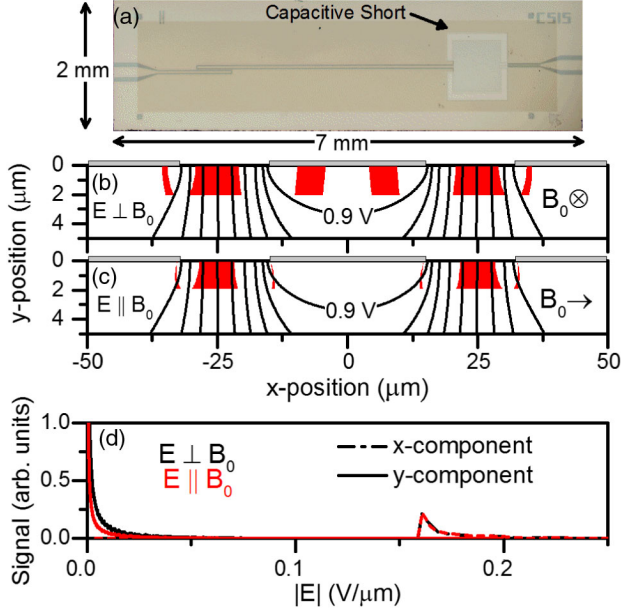 (a)
Capacitive Short
CSIS
2 mm
7 mm
y-position (μm)
0
2
4
(b)
E ⊥ B₀
0.9 V
B₀⊗
0
2
4
(c)
E || B₀
0.9 V
B₀→
-50
-25
0
25
50
x-position (μm)
Signal (arb. units)
1.0
0.5
0.0
(d)
E ⊥ B₀
E || B₀
x-component
y-component
0.0
0.1
0.2
|E| (V/μm)